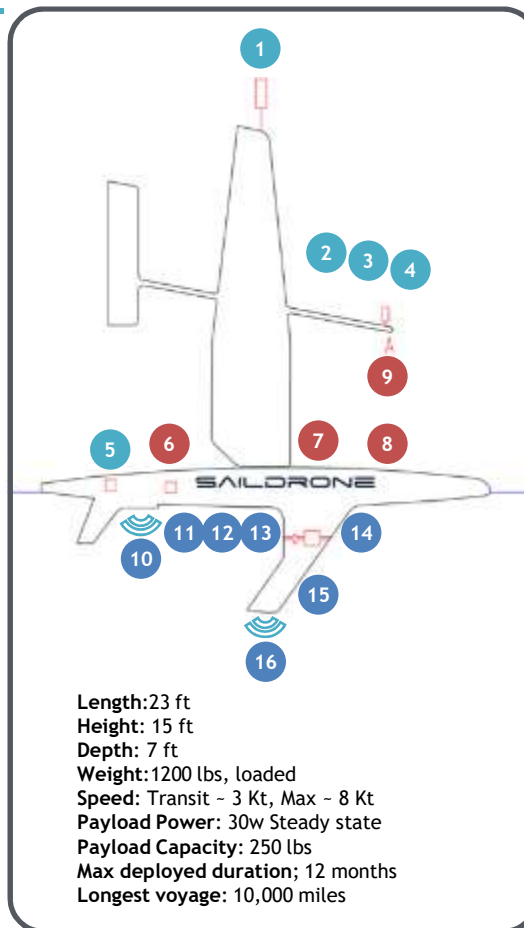 1
2
3
4
9
5
6
7
8
SAILDRONE
10
11
12
13
14
15
16
Length:23 ft
Height: 15 ft
Depth: 7 ft
Weight:1200 lbs, loaded
Speed: Transit ~ 3 Kt, Max ~ 8 Kt
Payload Power: 30w Steady state
Payload Capacity: 250 lbs
Max deployed duration; 12 months
Longest voyage: 10,000 miles